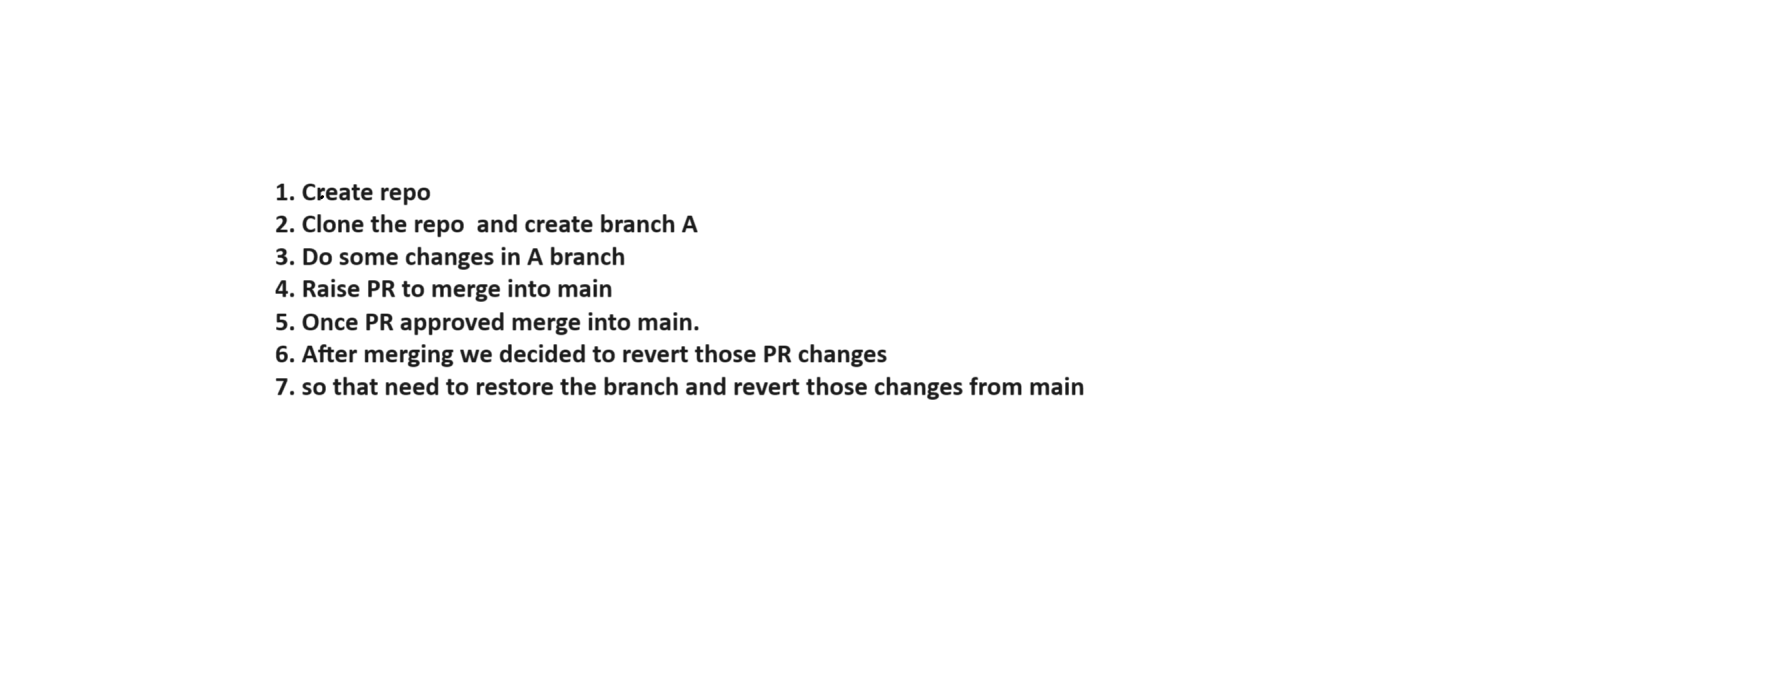 1. Create repo
2. Clone the repo  and create branch A
3. Do some changes in A branch
4. Raise PR to merge into main
5. Once PR approved merge into main.
6. After merging we decided to revert those PR changes
7. so that need to restore the branch and revert those changes from main